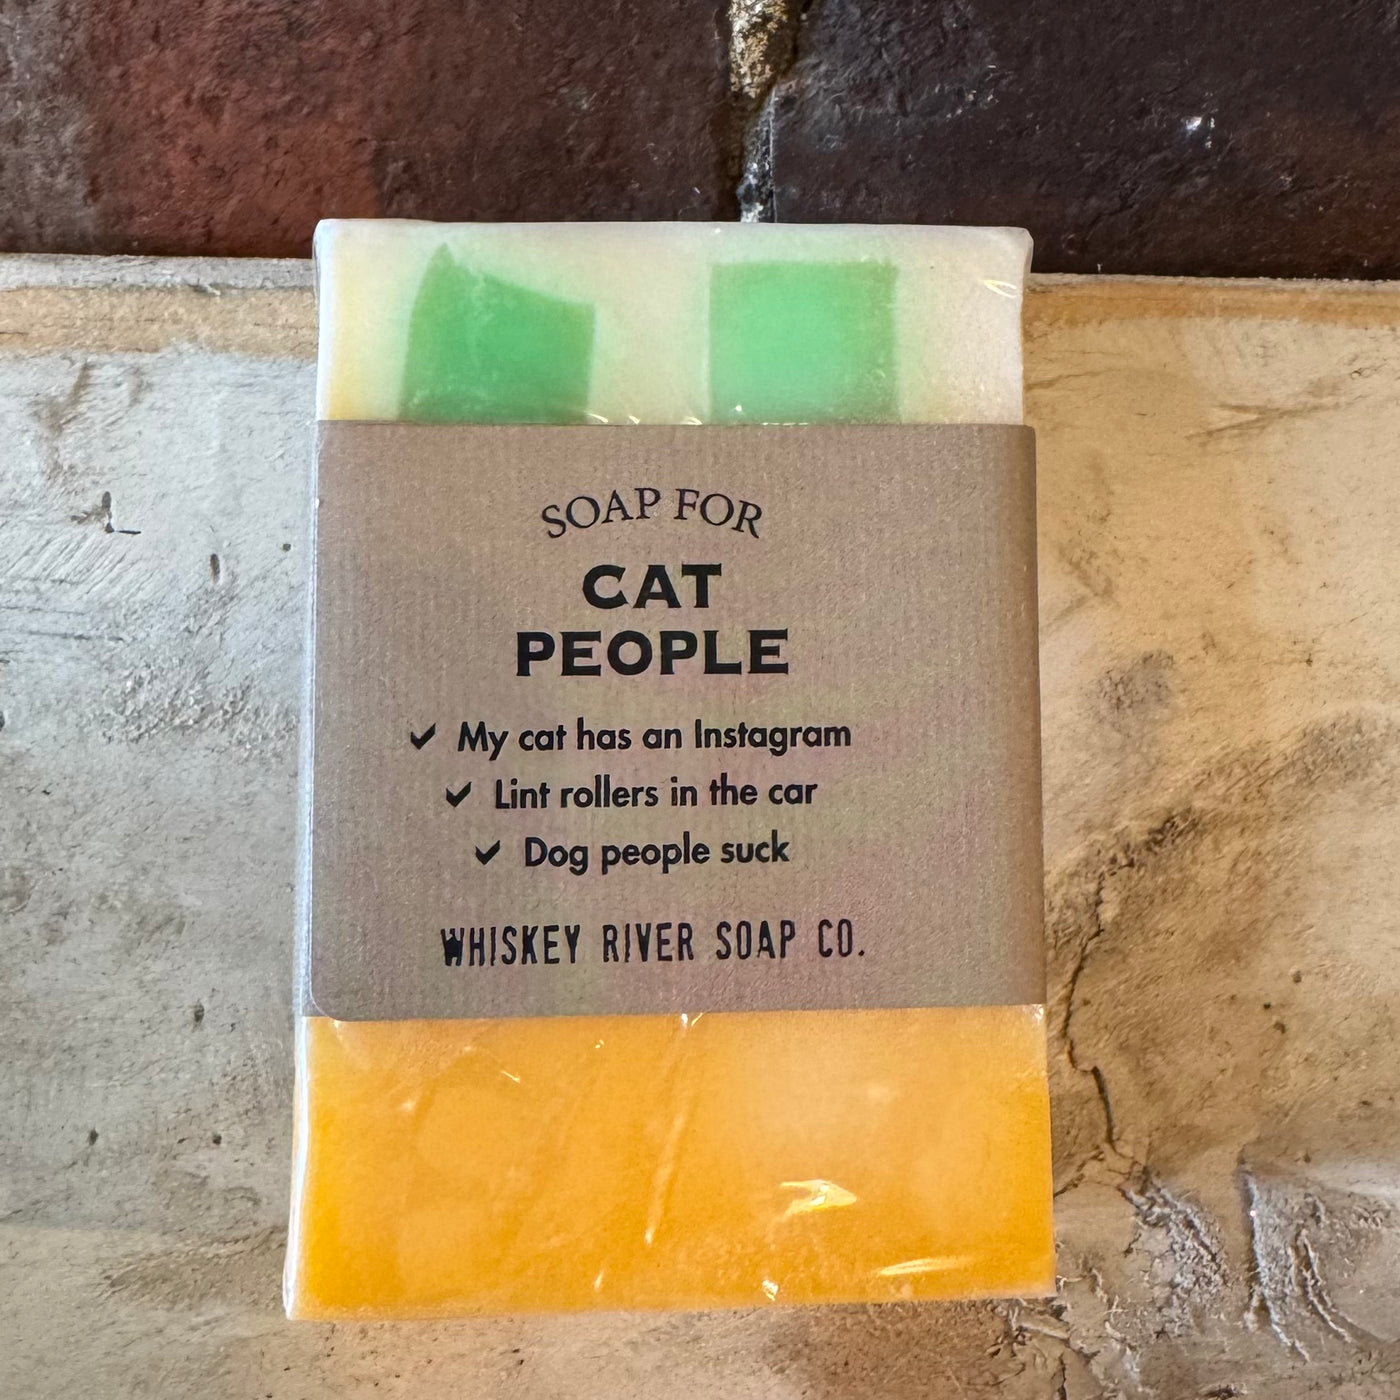 SOAP FOR
CAT
PEOPLE
✔ My cat has an Instagram
✔ Lint rollers in the car
✔ Dog people suck
WHISKEY RIVER SOAP CO.